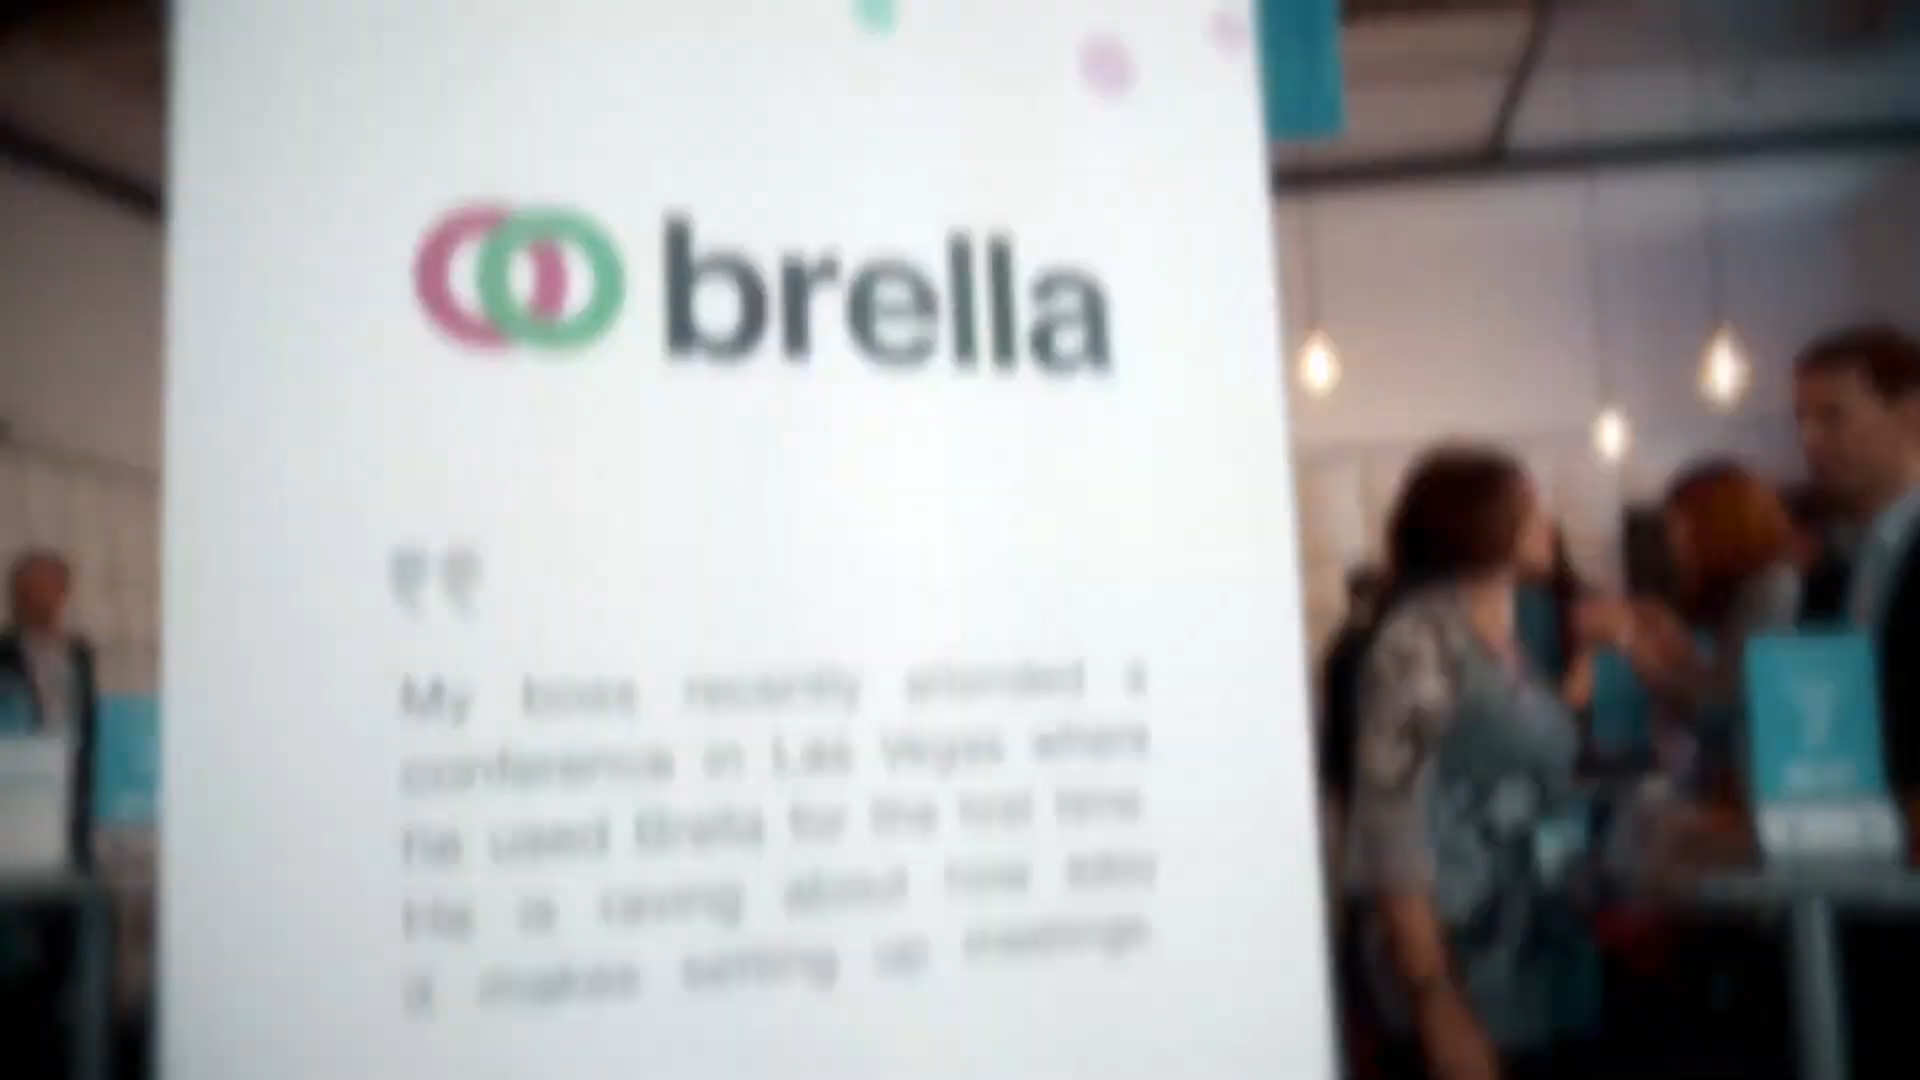 brella
My boss recently attended a
conference in Las Vegas where
he used Brella for the first time.
He is raving about how easy
it makes setting up meetings